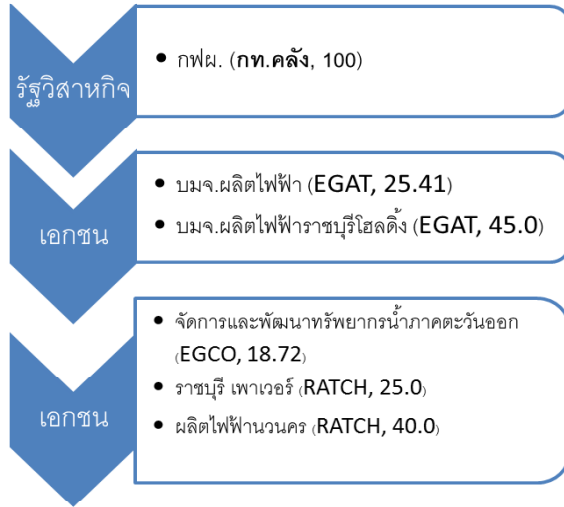 รัฐวิสาหกิจ
• กฟผ. (กท.คลัง, 100)
เอกชน
• บมจ.ผลิตไฟฟ้า (EGAT, 25.41)
• บมจ.ผลิตไฟฟ้าราชบุรีโฮลดิ้ง (EGAT, 45.0)
เอกชน
• จัดการและพัฒนาทรัพยากรน้ำภาคตะวันออก
(EGCO, 18.72)
• ราชบุรี เพาเวอร์ (RATCH, 25.0)
• ผลิตไฟฟ้านวนคร (RATCH, 40.0)